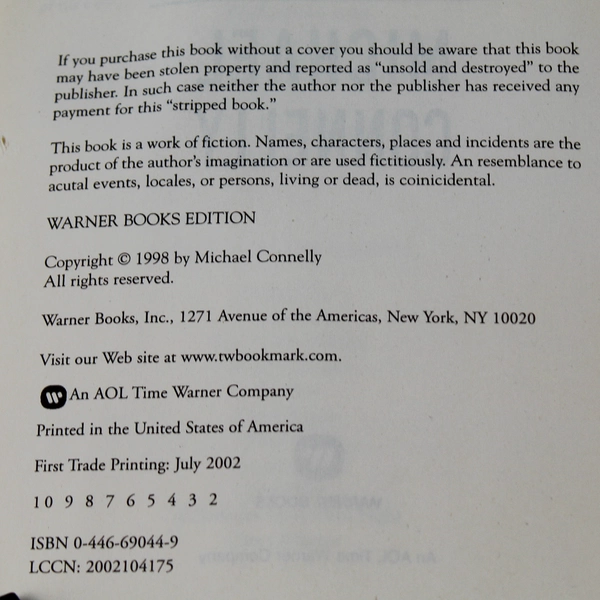 If you purchase this book without a cover you should be aware that this book
may have been stolen property and reported as “unsold and destroyed” to the
publisher. In such case neither the author nor the publisher has received any
payment for this “stripped book.”
This book is a work of fiction. Names, characters, places and incidents are the
product of the author’s imagination or are used fictitiously. An resemblance to
acutal events, locales, or persons, living or dead, is coinicidental.
WARNER BOOKS EDITION
Copyright © 1998 by Michael Connelly
All rights reserved.
Warner Books, Inc., 1271 Avenue of the Americas, New York, NY 10020
Visit our Web site at www.twbookmark.com.
An AOL Time Warner Company
Printed in the United States of America
First Trade Printing: July 2002
10 9 8 7 6 5 4 3 2
ISBN 0-446-69044-9
LCCN: 2002104175